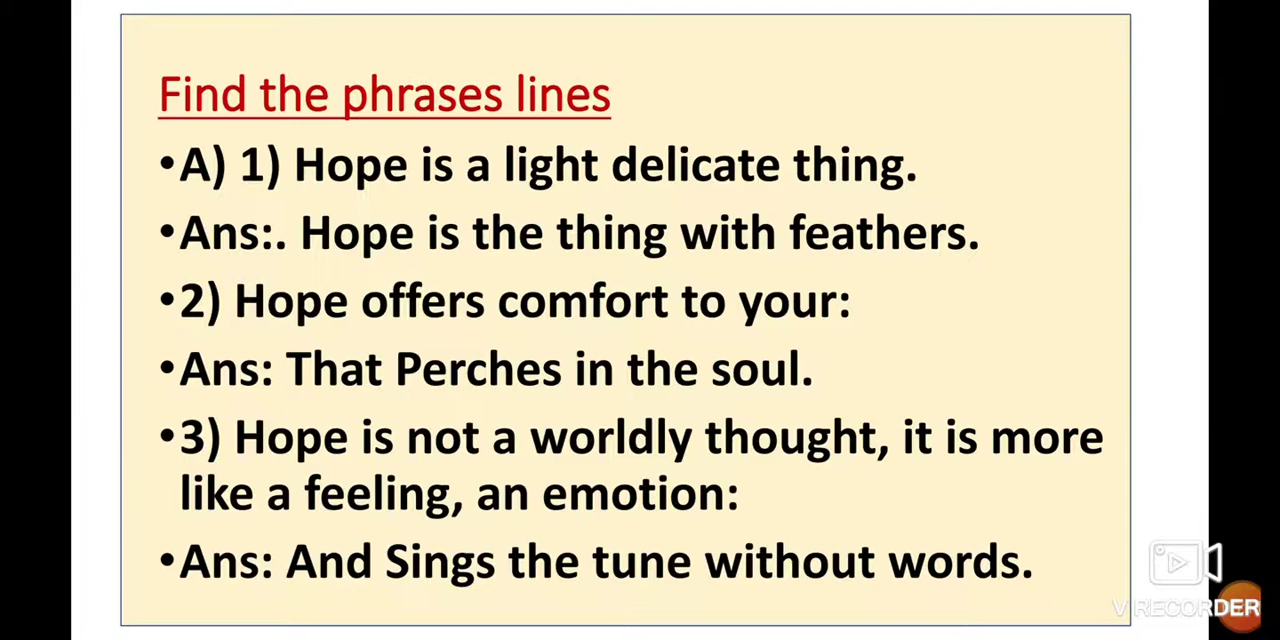 Find the phrases lines
•A) 1) Hope is a light delicate thing.
•Ans:. Hope is the thing with feathers.
•2) Hope offers comfort to your:
•Ans: That Perches in the soul.
•3) Hope is not a worldly thought, it is more
like a feeling, an emotion:
•Ans: And Sings the tune without words.
VIRECORDER